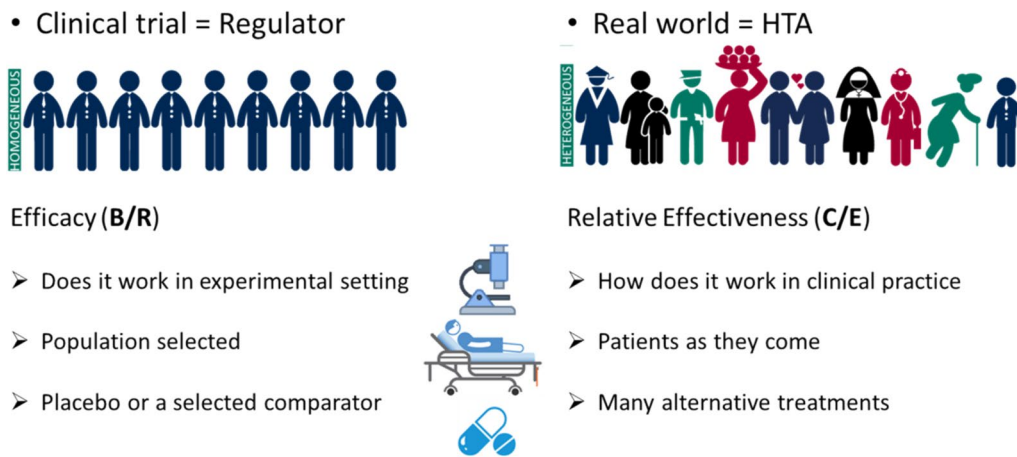 • Clinical trial = Regulator
HOMOGENEOUS
Efficacy (B/R)
➢ Does it work in experimental setting
➢ Population selected
➢ Placebo or a selected comparator
• Real world = HTA
HETEROGENEOUS
Relative Effectiveness (C/E)
➢ How does it work in clinical practice
➢ Patients as they come
➢ Many alternative treatments